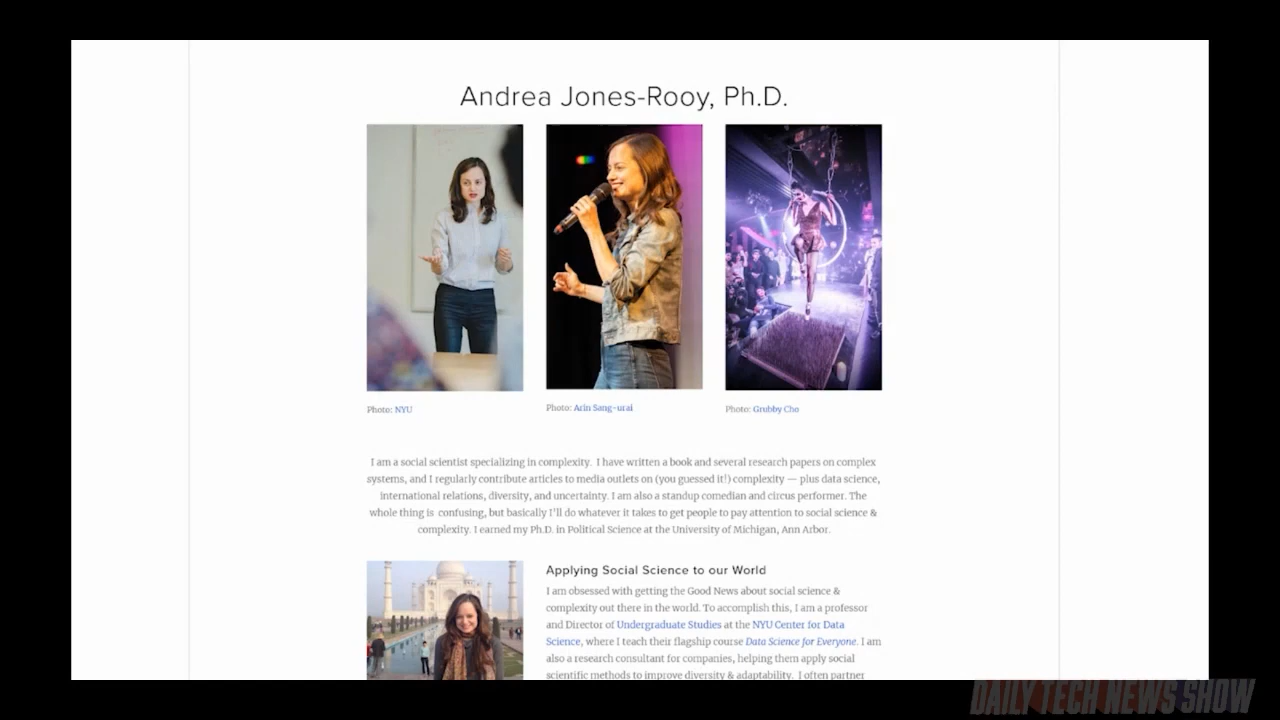 Andrea Jones-Rooy, Ph.D.
Photo: NYU
Photo: Arin Sang-urai
Photo: Grubby Cho
I am a social scientist specializing in complexity. I have written a book and several research papers on complex
systems, and I regularly contribute articles to media outlets on (you guessed it!) complexity — plus data science,
international relations, diversity, and uncertainty. I am also a standup comedian and circus performer. The
whole thing is confusing, but basically I'll do whatever it takes to get people to pay attention to social science &
complexity. I earned my Ph.D. in Political Science at the University of Michigan, Ann Arbor.
Applying Social Science to our World
I am obsessed with getting the Good News about social science &
complexity out there in the world. To accomplish this, I am a professor
and Director of Undergraduate Studies at the NYU Center for Data
Science, where I teach their flagship course Data Science for Everyone. I am
also a research consultant for companies, helping them apply social
scientific methods to improve diversity & adaptability. I often partner
DAILY TECH NEWS SHOW